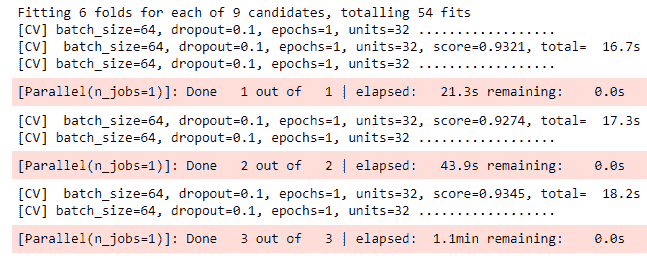 Fitting 6 folds for each of 9 candidates, totalling 54 fits
[CV] batch_size=64, dropout=0.1, epochs=1, units=32 ..................
[CV]  batch_size=64, dropout=0.1, epochs=1, units=32, score=0.9321, total=  16.7s
[CV] batch_size=64, dropout=0.1, epochs=1, units=32 ..................
[Parallel(n_jobs=1)]: Done   1 out of   1 | elapsed:   21.3s remaining:    0.0s
[CV]  batch_size=64, dropout=0.1, epochs=1, units=32, score=0.9274, total=  17.3s
[CV] batch_size=64, dropout=0.1, epochs=1, units=32 ..................
[Parallel(n_jobs=1)]: Done   2 out of   2 | elapsed:   43.9s remaining:    0.0s
[CV]  batch_size=64, dropout=0.1, epochs=1, units=32, score=0.9345, total=  18.2s
[CV] batch_size=64, dropout=0.1, epochs=1, units=32 ..................
[Parallel(n_jobs=1)]: Done   3 out of   3 | elapsed:  1.1min remaining:    0.0s